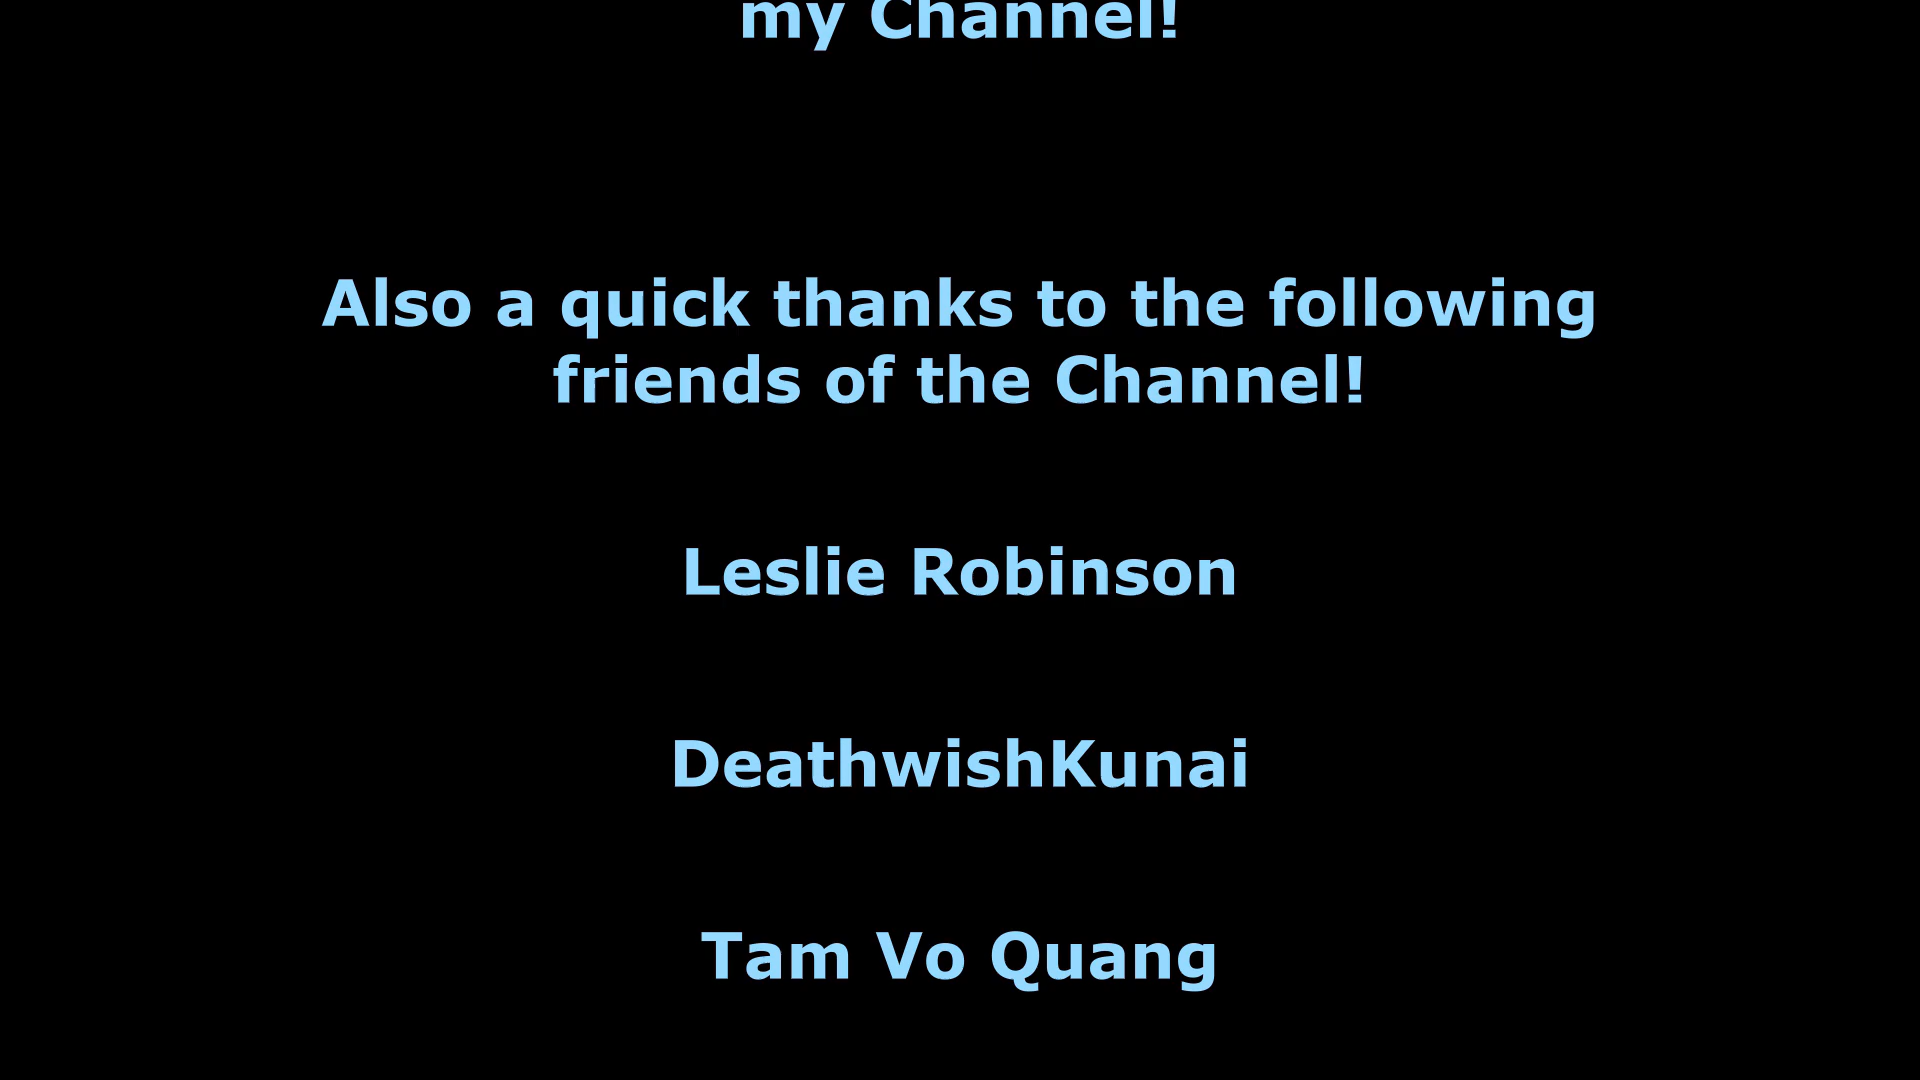 my Channel!
Also a quick thanks to the following
friends of the Channel!
Leslie Robinson
DeathwishKunai
Tam Vo Quang